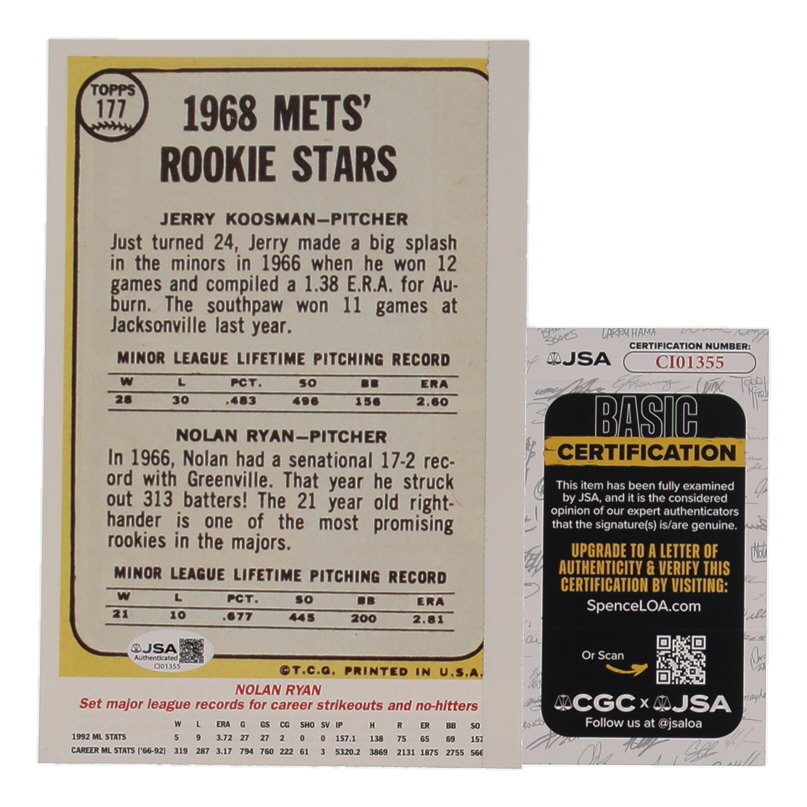 TOPPS
177
1968 METS'
ROOKIE STARS
JERRY KOOSMAN—PITCHER
Just turned 24, Jerry made a big splash
in the minors in 1966 when he won 12
games and compiled a 1.38 E.R.A. for Au-
burn. The southpaw won 11 games at
Jacksonville last year.
MINOR LEAGUE LIFETIME PITCHING RECORD
W L PCT. SO BB ERA
28 30 .483 496 156 2.60
NOLAN RYAN—PITCHER
In 1966, Nolan had a senational 17-2 rec-
ord with Greenville. That year he struck
out 313 batters! The 21 year old right-
hander is one of the most promising
rookies in the majors.
MINOR LEAGUE LIFETIME PITCHING RECORD
W L PCT. SO BB ERA
21 10 .677 445 200 2.81
JSA
Authenticated
CI01355
©T.C.G. PRINTED IN U.S.A.
NOLAN RYAN
Set major league records for career strikeouts and no-hitters
W L ERA G GS CG SHO SV IP H R ER BB SO
1992 ML STATS 5 9 3.72 27 27 2 0 0 157.1 138 75 65 69 157
CAREER ML STATS ('66-92) 319 287 3.17 794 760 222 61 3 5320.2 3869 2131 1875 2755 566
JSA
CERTIFICATION NUMBER:
CI01355
BASIC
CERTIFICATION
This item has been fully examined
by JSA, and it is the considered
opinion of our expert authenticators
that the signature(s) is/are genuine.
UPGRADE TO A LETTER OF
AUTHENTICITY & VERIFY THIS
CERTIFICATION BY VISITING:
SpenceLOA.com
Or Scan
CGC x JSA
Follow us at @jsaloa